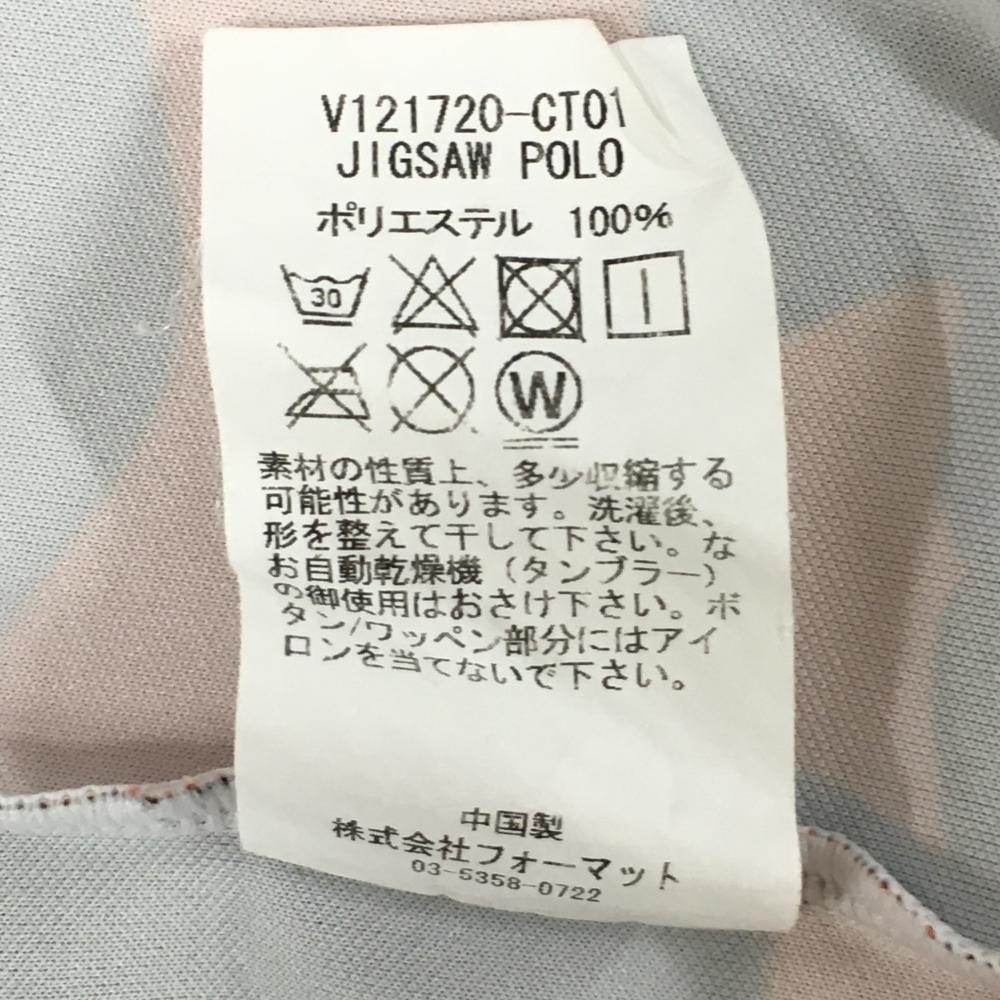 V121720-CT01
JIGSAW POLO
ポリエステル 100%
30
W
素材の性質上、多少収縮する
可能性があります。洗濯後、
形を整えて干して下さい。な
お自動乾燥機（タンブラー）
の御使用はおさけ下さい。ボ
タン/ワッペン部分にはアイ
ロンを当てないで下さい。
中国製
株式会社フォーマット
03-5358-0722